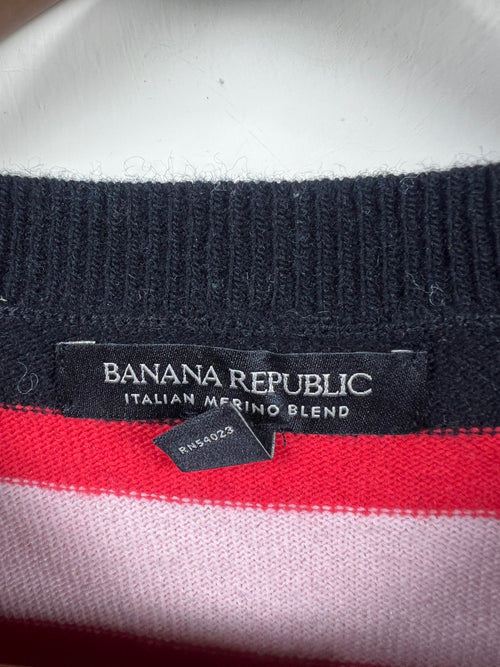 BANANA REPUBLIC
ITALIAN MERINO BLEND
RN54023